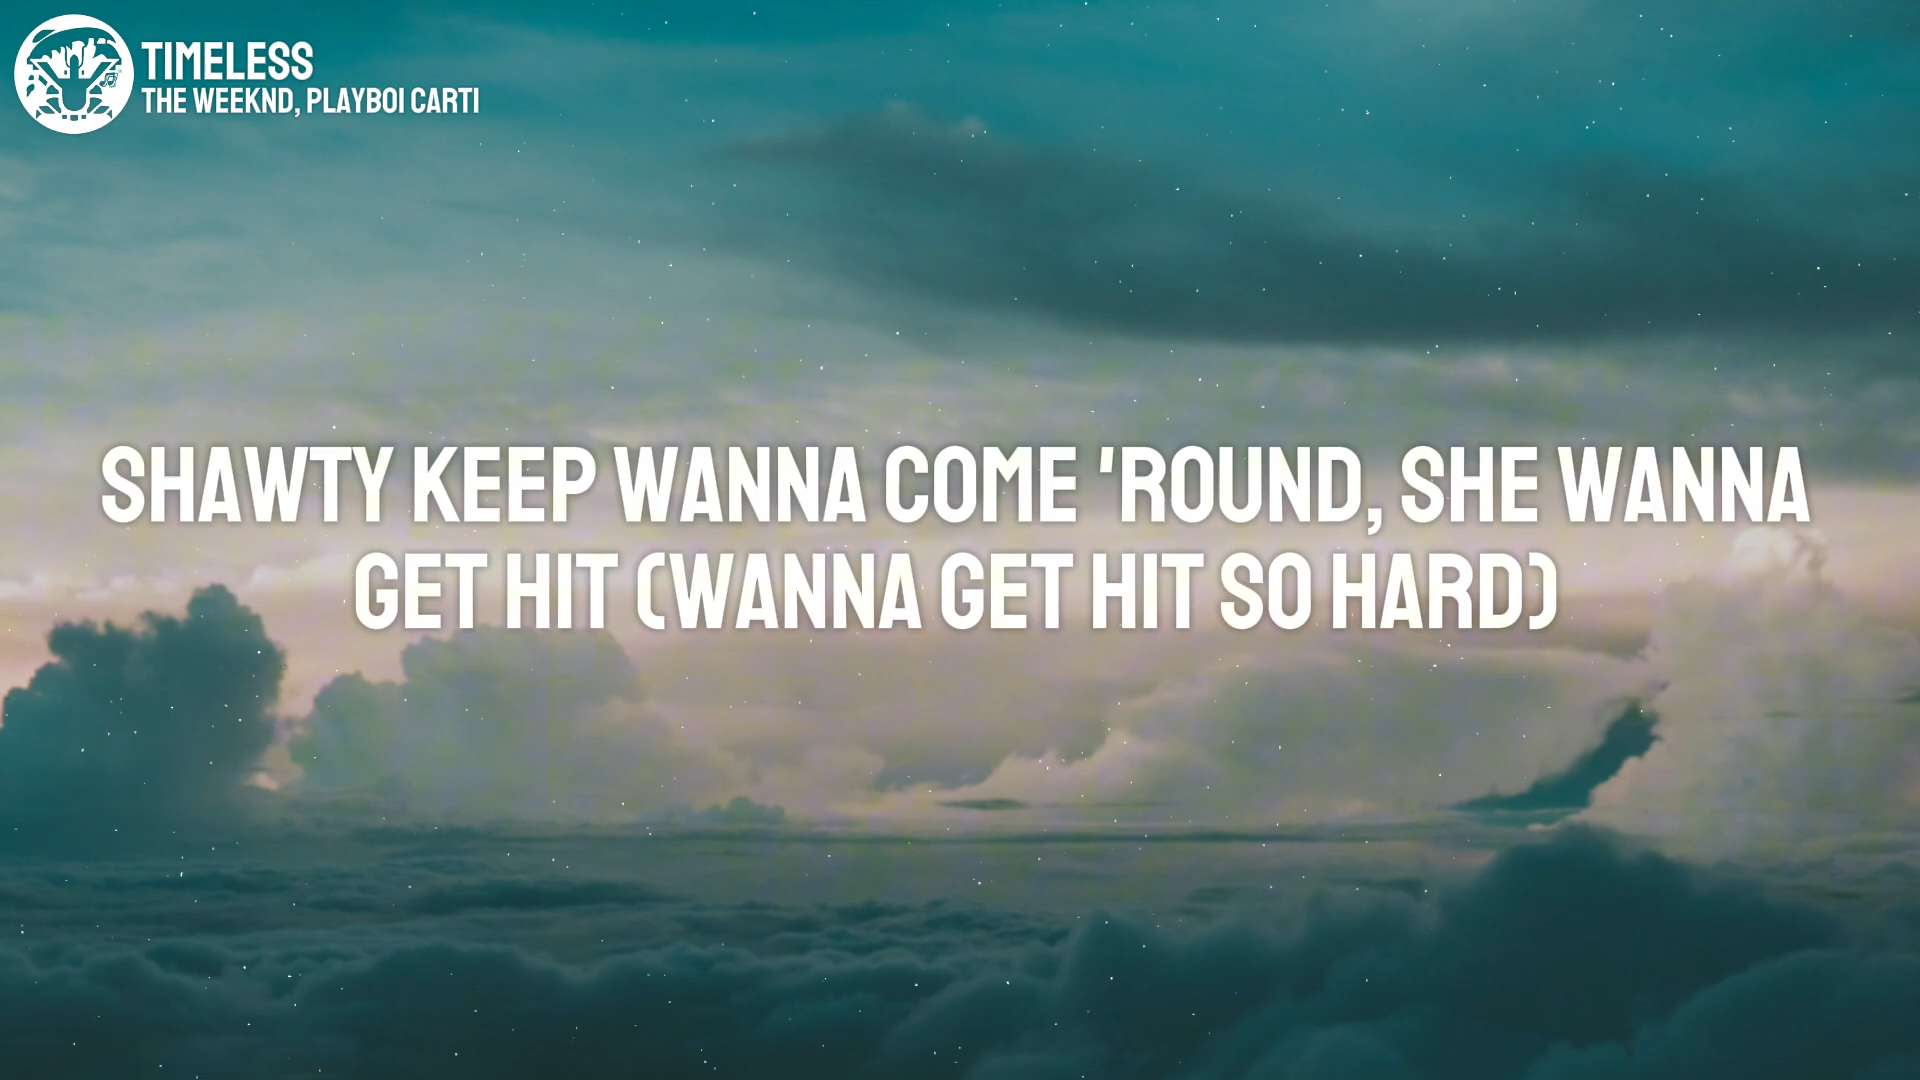 TIMELESS
THE WEEKND, PLAYBOI CARTI
SHAWTY KEEP WANNA COME 'ROUND, SHE WANNA
GET HIT (WANNA GET HIT SO HARD)